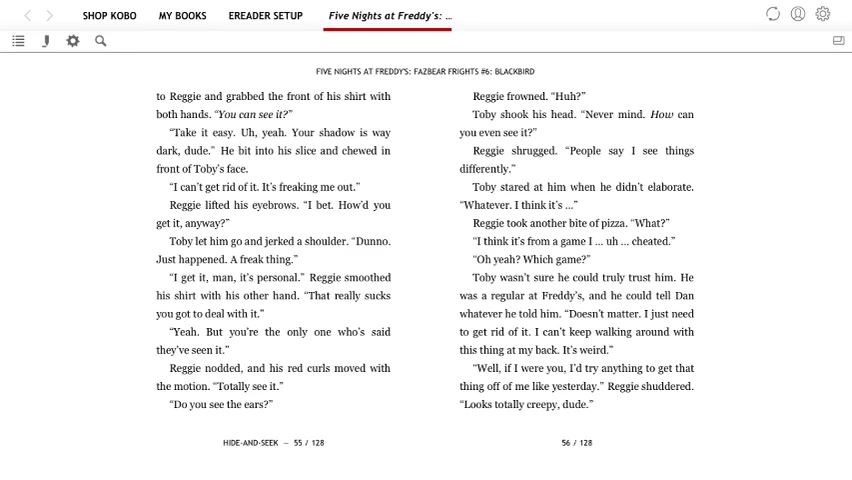 SHOP KOBO
MY BOOKS
EREADER SETUP
Five Nights at Freddy's: ...
FIVE NIGHTS AT FREDDY'S: FAZBEAR FRIGHTS #6: BLACKBIRD
to Reggie and grabbed the front of his shirt with
both hands. “You can see it?”
“Take it easy. Uh, yeah. Your shadow is way
dark, dude.” He bit into his slice and chewed in
front of Toby’s face.
“I can’t get rid of it. It’s freaking me out.”
Reggie lifted his eyebrows. “I bet. How’d you
get it, anyway?”
Toby let him go and jerked a shoulder. “Dunno.
Just happened. A freak thing.”
“I get it, man, it’s personal.” Reggie smoothed
his shirt with his other hand. “That really sucks
you got to deal with it.”
“Yeah. But you’re the only one who’s said
they’ve seen it.”
Reggie nodded, and his red curls moved with
the motion. “Totally see it.”
“Do you see the ears?”
HIDE-AND-SEEK — 55 / 128
Reggie frowned. “Huh?”
Toby shook his head. “Never mind. How can
you even see it?”
Reggie shrugged. “People say I see things
differently.”
Toby stared at him when he didn’t elaborate.
“Whatever. I think it’s ...”
Reggie took another bite of pizza. “What?”
“I think it’s from a game I ... uh ... cheated.”
“Oh yeah? Which game?”
Toby wasn’t sure he could truly trust him. He
was a regular at Freddy’s, and he could tell Dan
whatever he told him. “Doesn’t matter. I just need
to get rid of it. I can’t keep walking around with
this thing at my back. It’s weird.”
“Well, if I were you, I’d try anything to get that
thing off of me like yesterday.” Reggie shuddered.
“Looks totally creepy, dude.”
56 / 128